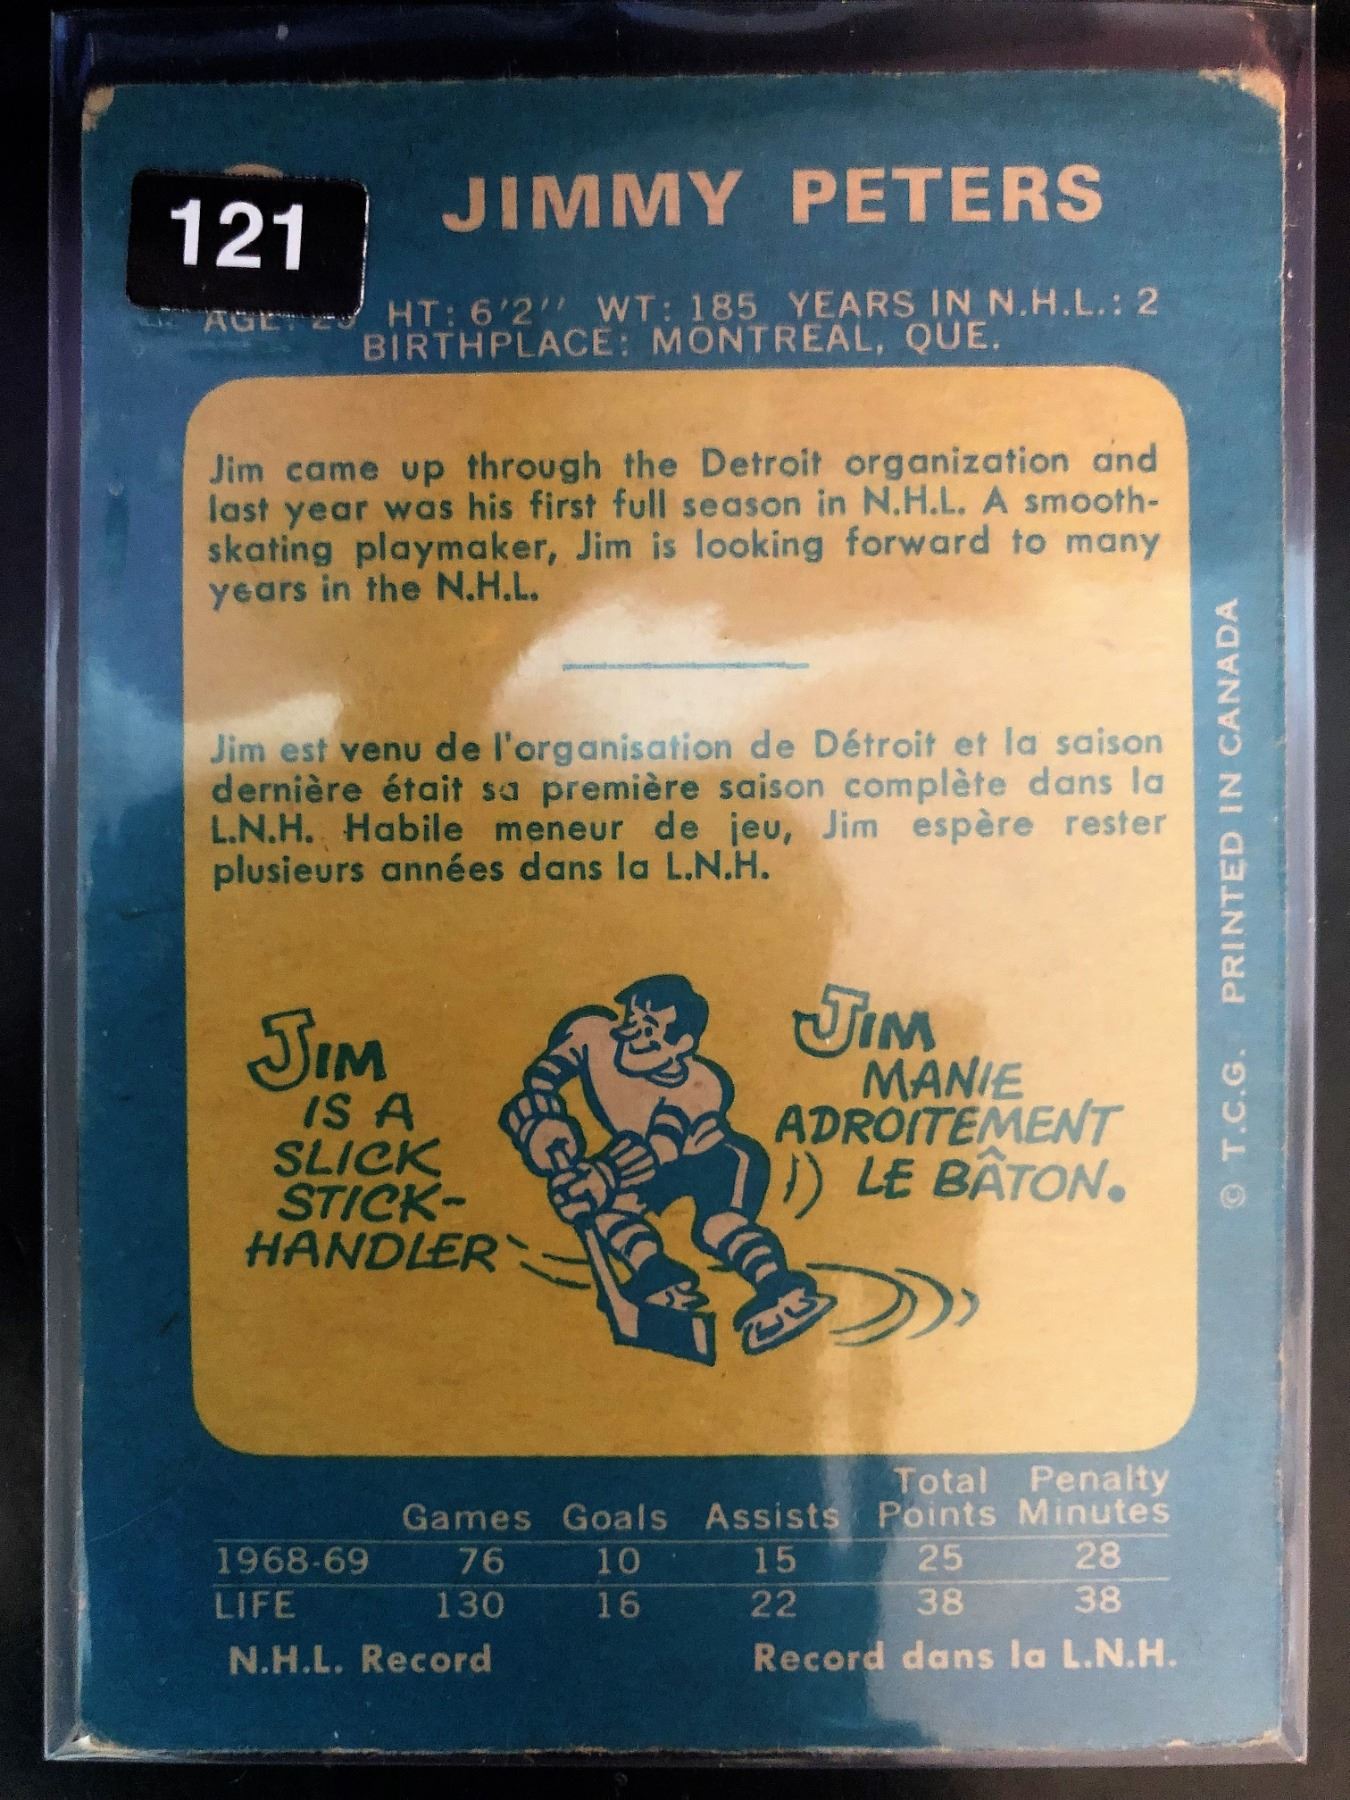 121
JIMMY PETERS
AGE: 25 HT: 6'2'' WT: 185 YEARS IN N.H.L.: 2
BIRTHPLACE: MONTREAL, QUE.
Jim came up through the Detroit organization and
last year was his first full season in N.H.L. A smooth-
skating playmaker, Jim is looking forward to many
years in the N.H.L.
Jim est venu de l'organisation de Détroit et la saison
dernière était sa première saison complète dans la
L.N.H. Habile meneur de jeu, Jim espère rester
plusieurs années dans la L.N.H.
JIM
IS A
SLICK
STICK-
HANDLER
JIM
MANIE
ADROITEMENT
LE BÂTON.
© T.C.G. PRINTED IN CANADA
Total Penalty
Games Goals Assists Points Minutes
1968-69 76 10 15 25 28
LIFE 130 16 22 38 38
N.H.L. Record Record dans la L.N.H.